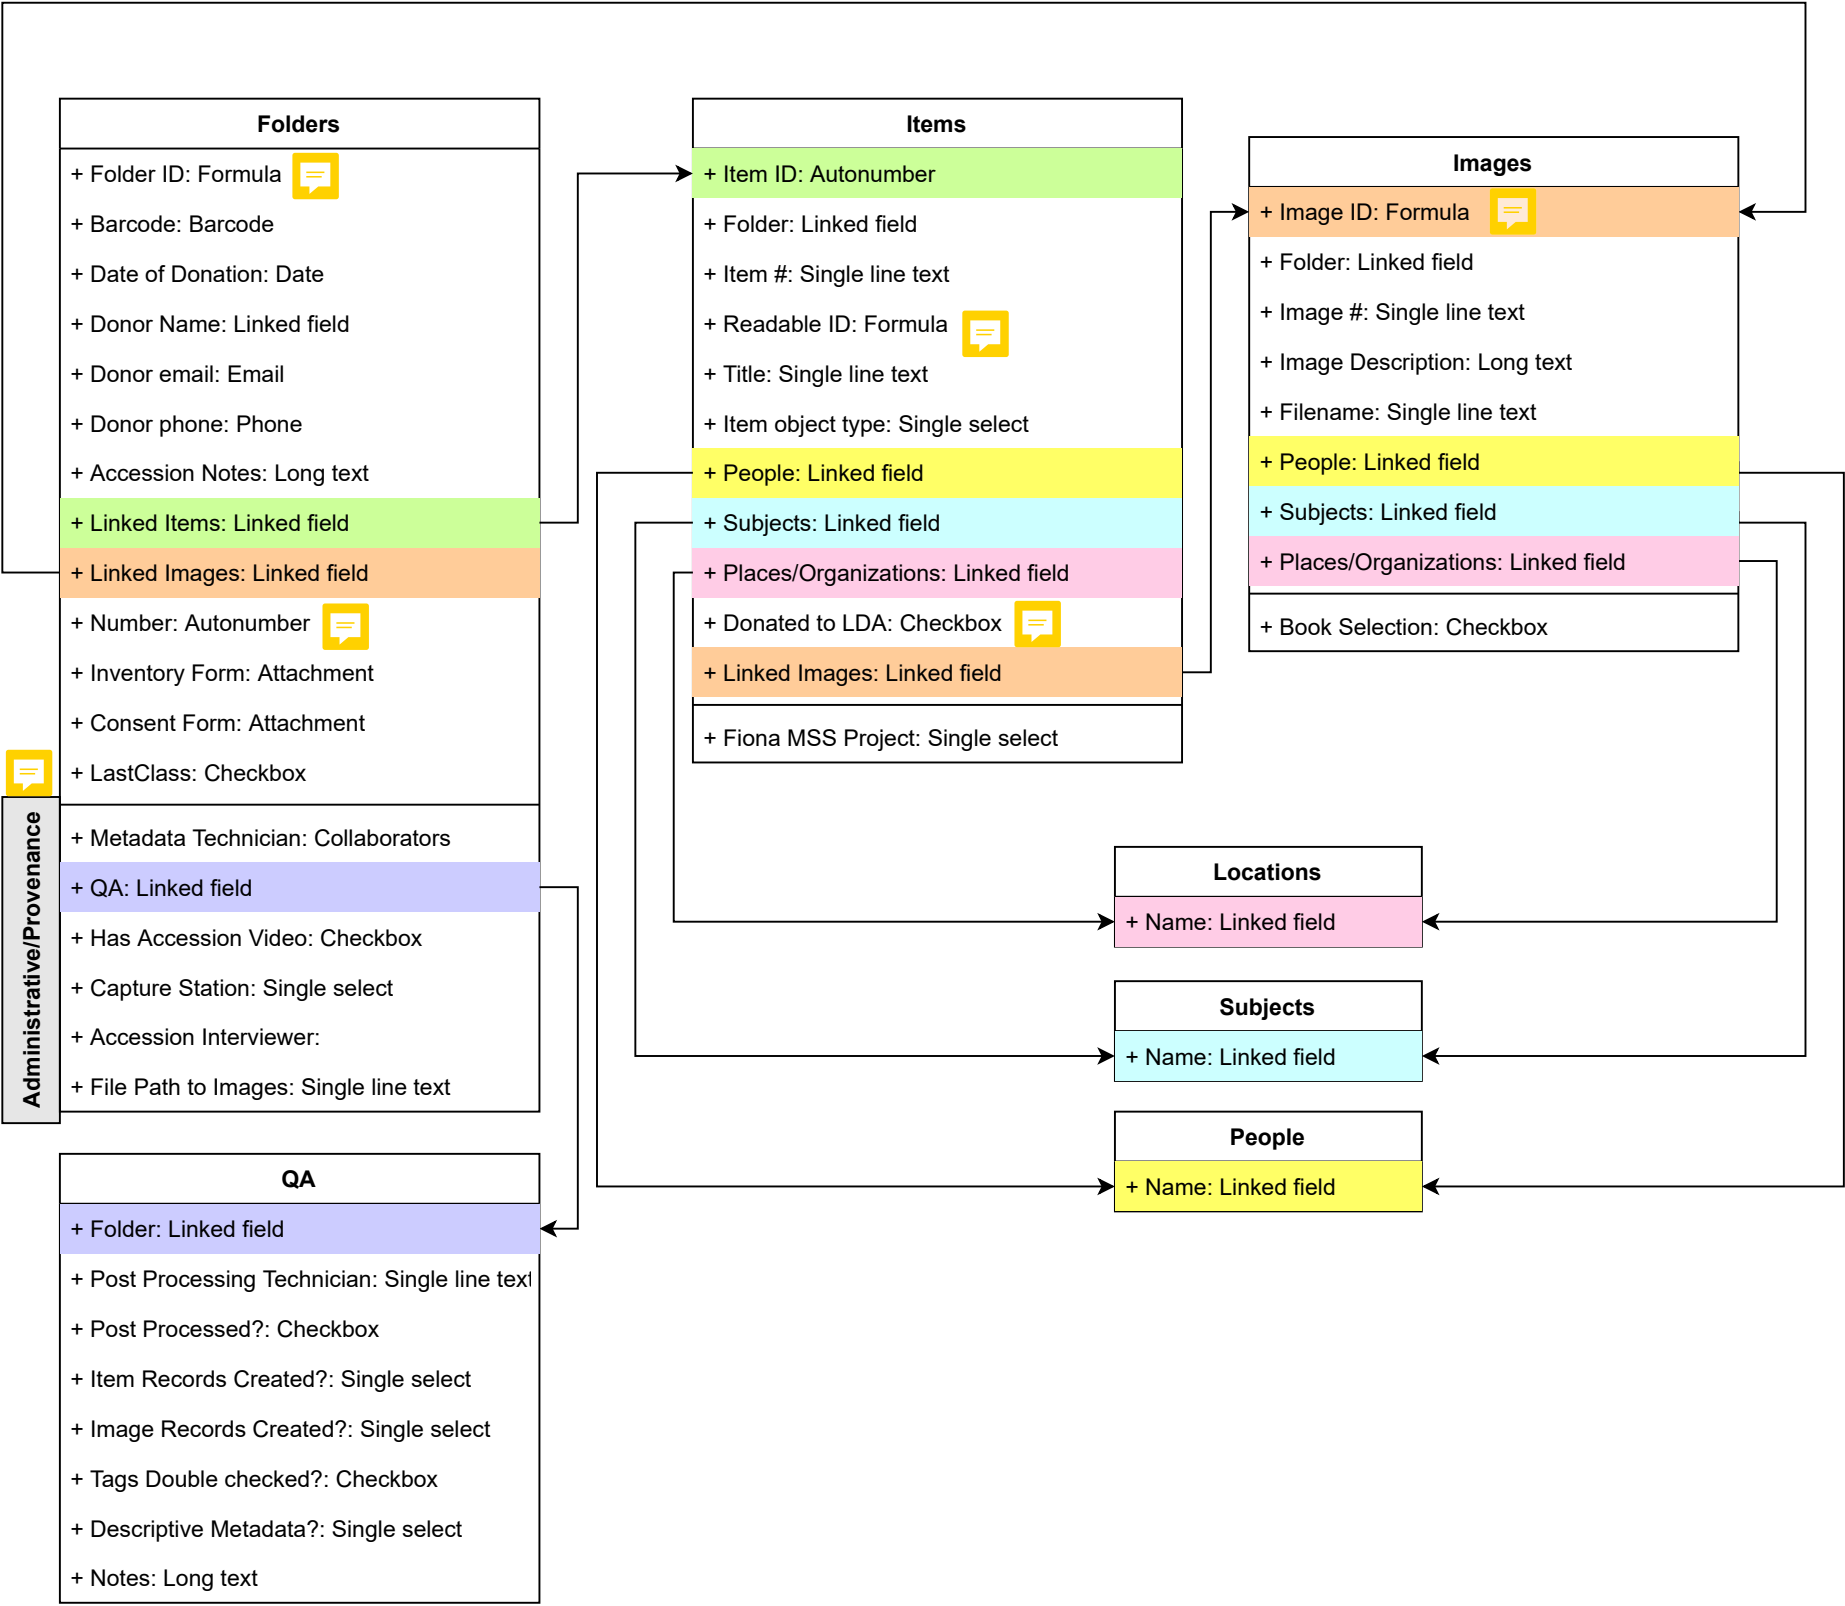 Folders
+ Folder ID: Formula
+ Barcode: Barcode
+ Date of Donation: Date
+ Donor Name: Linked field
+ Donor email: Email
+ Donor phone: Phone
+ Accession Notes: Long text
+ Linked Items: Linked field
+ Linked Images: Linked field
+ Number: Autonumber
+ Inventory Form: Attachment
+ Consent Form: Attachment
+ LastClass: Checkbox
Administrative/Provenance
+ Metadata Technician: Collaborators
+ QA: Linked field
+ Has Accession Video: Checkbox
+ Capture Station: Single select
+ Accession Interviewer:
+ File Path to Images: Single line text
QA
+ Folder: Linked field
+ Post Processing Technician: Single line text
+ Post Processed?: Checkbox
+ Item Records Created?: Single select
+ Image Records Created?: Single select
+ Tags Double checked?: Checkbox
+ Descriptive Metadata?: Single select
+ Notes: Long text
Items
+ Item ID: Autonumber
+ Folder: Linked field
+ Item #: Single line text
+ Readable ID: Formula
+ Title: Single line text
+ Item object type: Single select
+ People: Linked field
+ Subjects: Linked field
+ Places/Organizations: Linked field
+ Donated to LDA: Checkbox
+ Linked Images: Linked field
+ Fiona MSS Project: Single select
Images
+ Image ID: Formula
+ Folder: Linked field
+ Image #: Single line text
+ Image Description: Long text
+ Filename: Single line text
+ People: Linked field
+ Subjects: Linked field
+ Places/Organizations: Linked field
+ Book Selection: Checkbox
Locations
+ Name: Linked field
Subjects
+ Name: Linked field
People
+ Name: Linked field